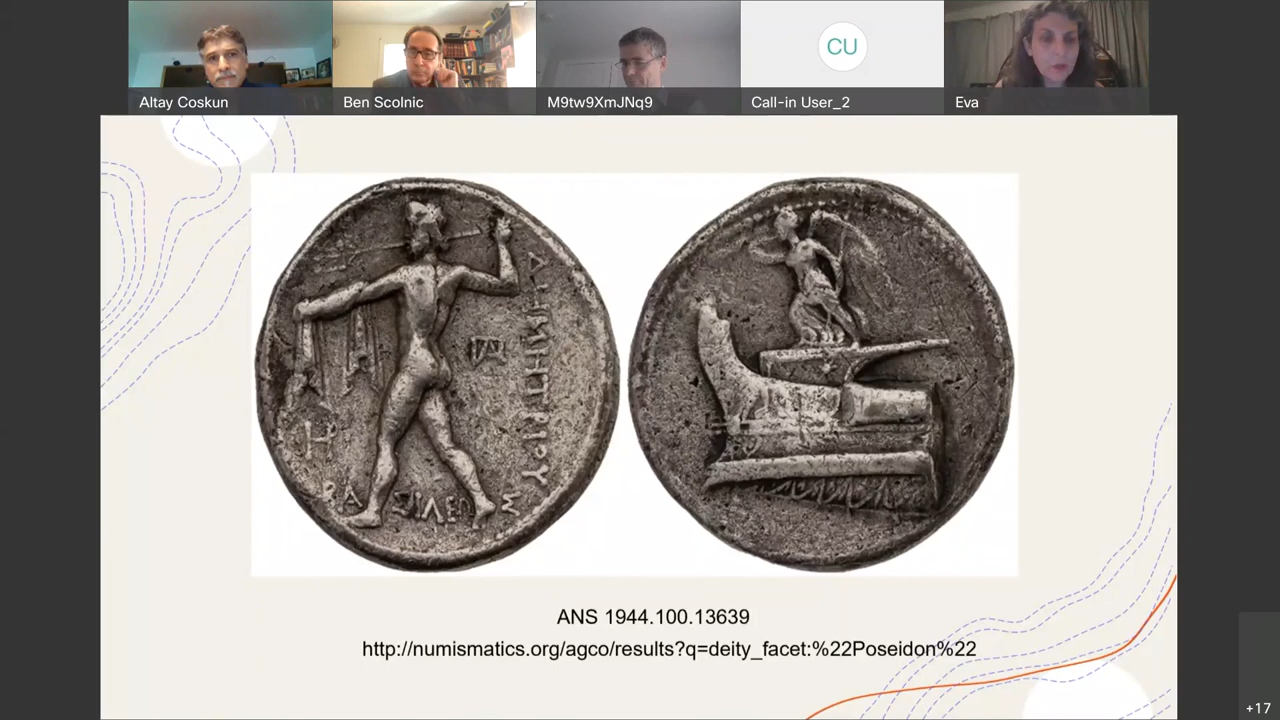 Altay Coskun
Ben Scolnic
M9tw9XmJNq9
CU
Call-in User_2
Eva
ΔΗΜΗΤΡΙΟΥ
ΒΑΣΙΛΕΩΣ
ANS 1944.100.13639
http://numismatics.org/agco/results?q=deity_facet:%22Poseidon%22
+17